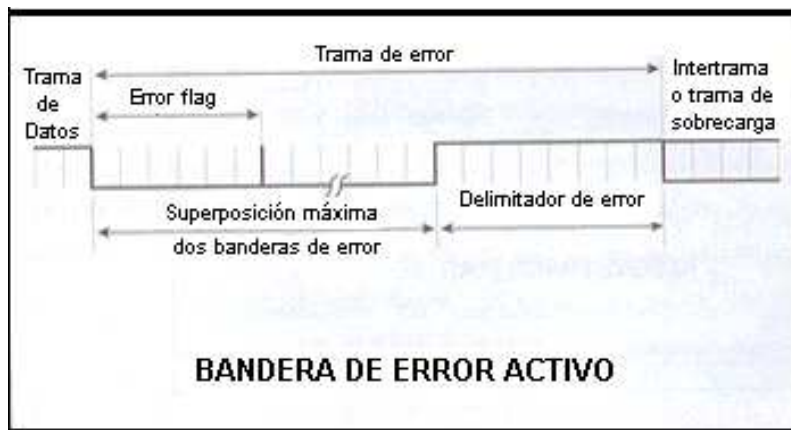 Trama de error
Trama
de
Datos
Error flag
Intertrama
o trama de
sobrecarga
Superposición máxima
dos banderas de error
Delimitador de error
BANDERA DE ERROR ACTIVO